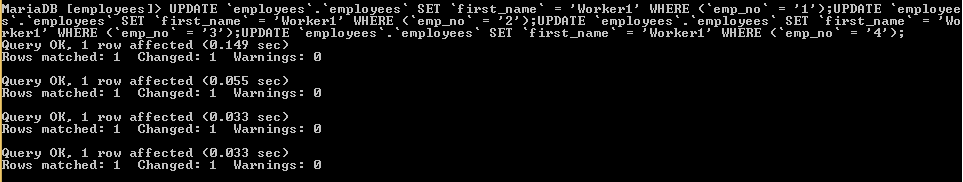 MariaDB [employees]> UPDATE `employees`.`employees` SET `first_name` = 'Worker1' WHERE (`emp_no` = '1');UPDATE `employee
s`.`employees` SET `first_name` = 'Worker1' WHERE (`emp_no` = '2');UPDATE `employees`.`employees` SET `first_name` = 'Wo
rker1' WHERE (`emp_no` = '3');UPDATE `employees`.`employees` SET `first_name` = 'Worker1' WHERE (`emp_no` = '4');
Query OK, 1 row affected (0.149 sec)
Rows matched: 1  Changed: 1  Warnings: 0
Query OK, 1 row affected (0.055 sec)
Rows matched: 1  Changed: 1  Warnings: 0
Query OK, 1 row affected (0.033 sec)
Rows matched: 1  Changed: 1  Warnings: 0
Query OK, 1 row affected (0.033 sec)
Rows matched: 1  Changed: 1  Warnings: 0